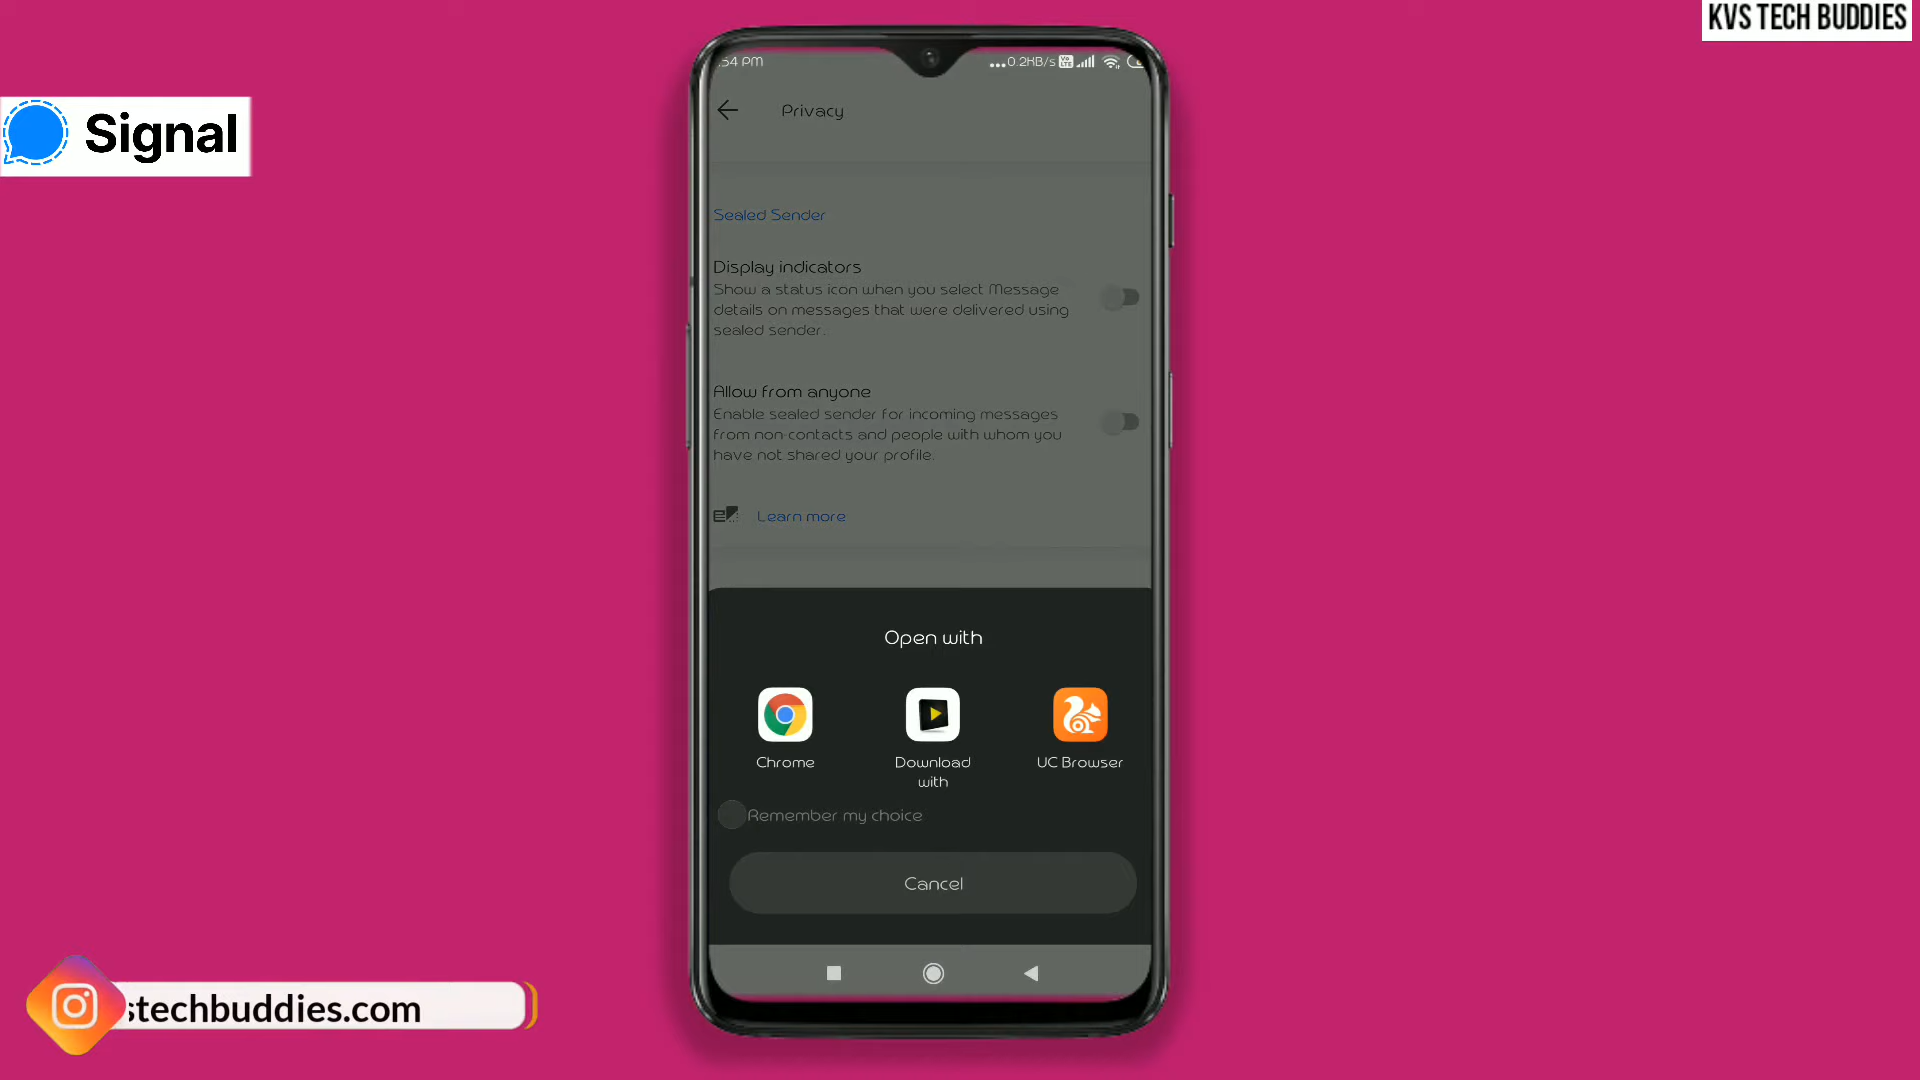 KVS TECH BUDDIES
Signal
:54 PM
...0.2KB/s
Privacy
Sealed Sender
Display indicators
Show a status icon when you select Message
details on messages that were delivered using
sealed sender.
Allow from anyone
Enable sealed sender for incoming messages
from non-contacts and people with whom you
have not shared your profile.
Learn more
Open with
Chrome
Download
with
UC Browser
Remember my choice
Cancel
stechbuddies.com